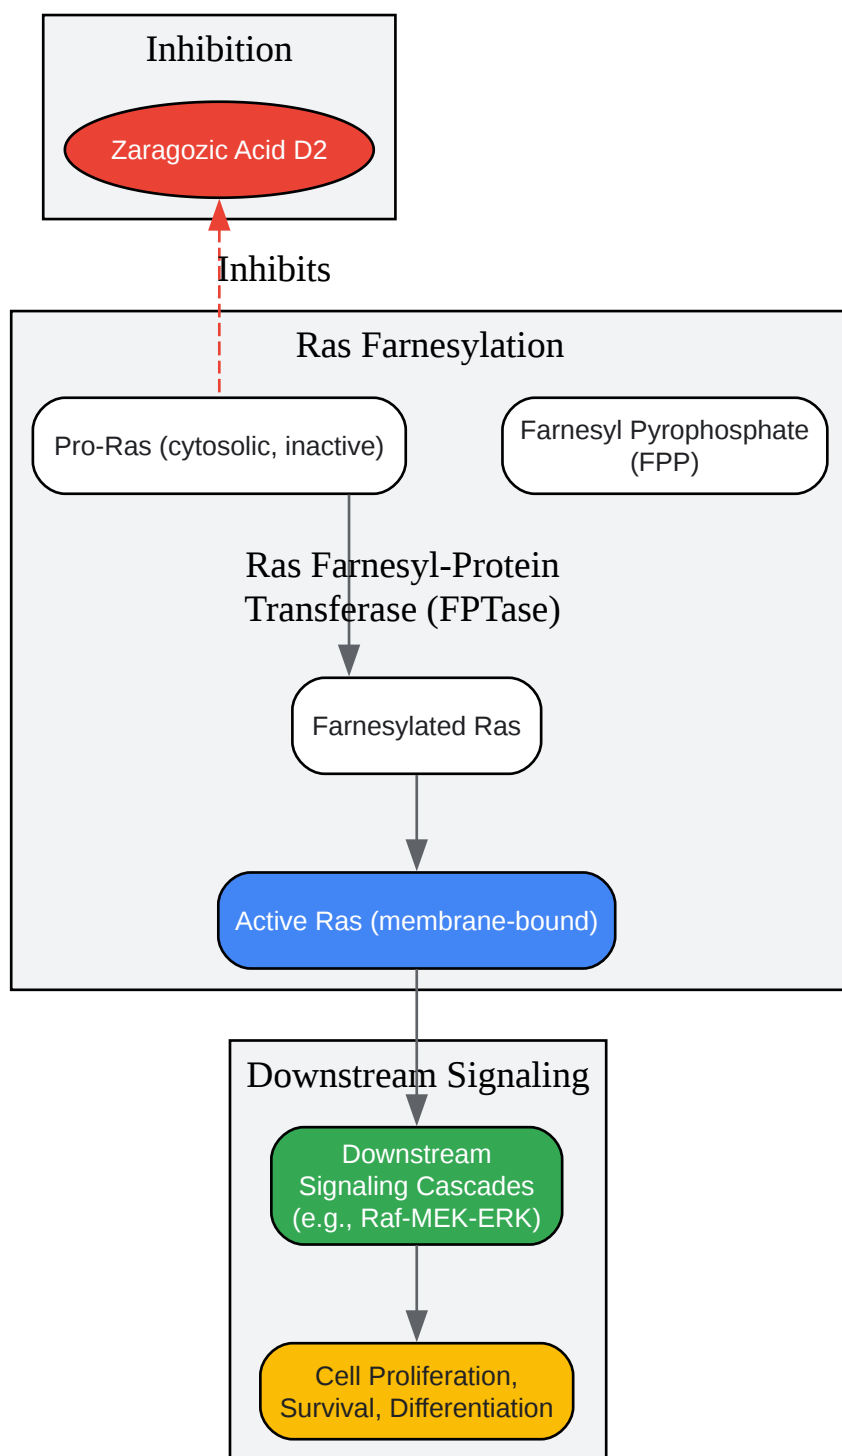 Inhibition
Zaragozic Acid D2
Inhibits
Ras Farnesylation
Pro-Ras (cytosolic, inactive)
Farnesyl Pyrophosphate
(FPP)
Ras Farnesyl-Protein
Transferase (FPTase)
Farnesylated Ras
Active Ras (membrane-bound)
Downstream Signaling
Downstream
Signaling Cascades
(e.g., Raf-MEK-ERK)
Cell Proliferation,
Survival, Differentiation